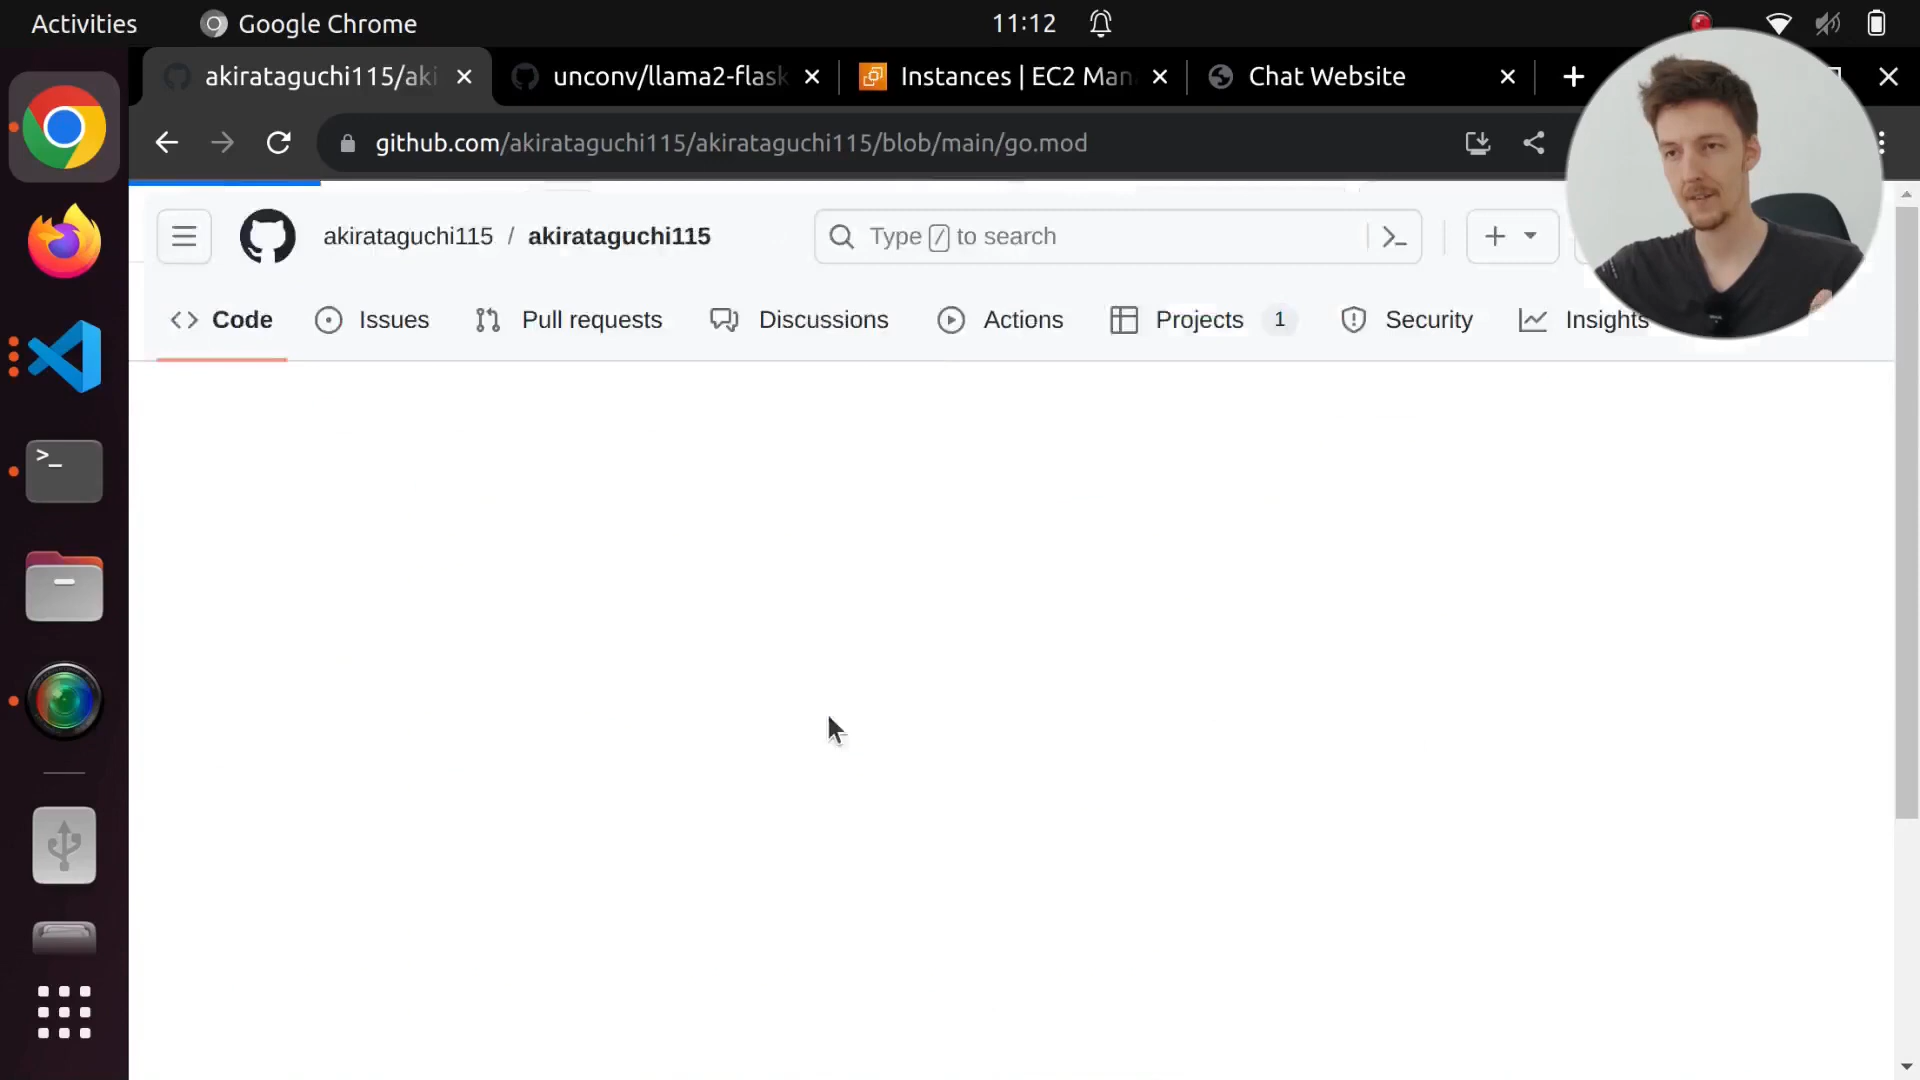 Activities
Google Chrome
11:12
akirataguchi115/aki
unconv/llama2-flask
Instances | EC2 Man
Chat Website
github.com/akirataguchi115/akirataguchi115/blob/main/go.mod
akirataguchi115 / akirataguchi115
Type / to search
Code
Issues
Pull requests
Discussions
Actions
Projects 1
Security
Insights